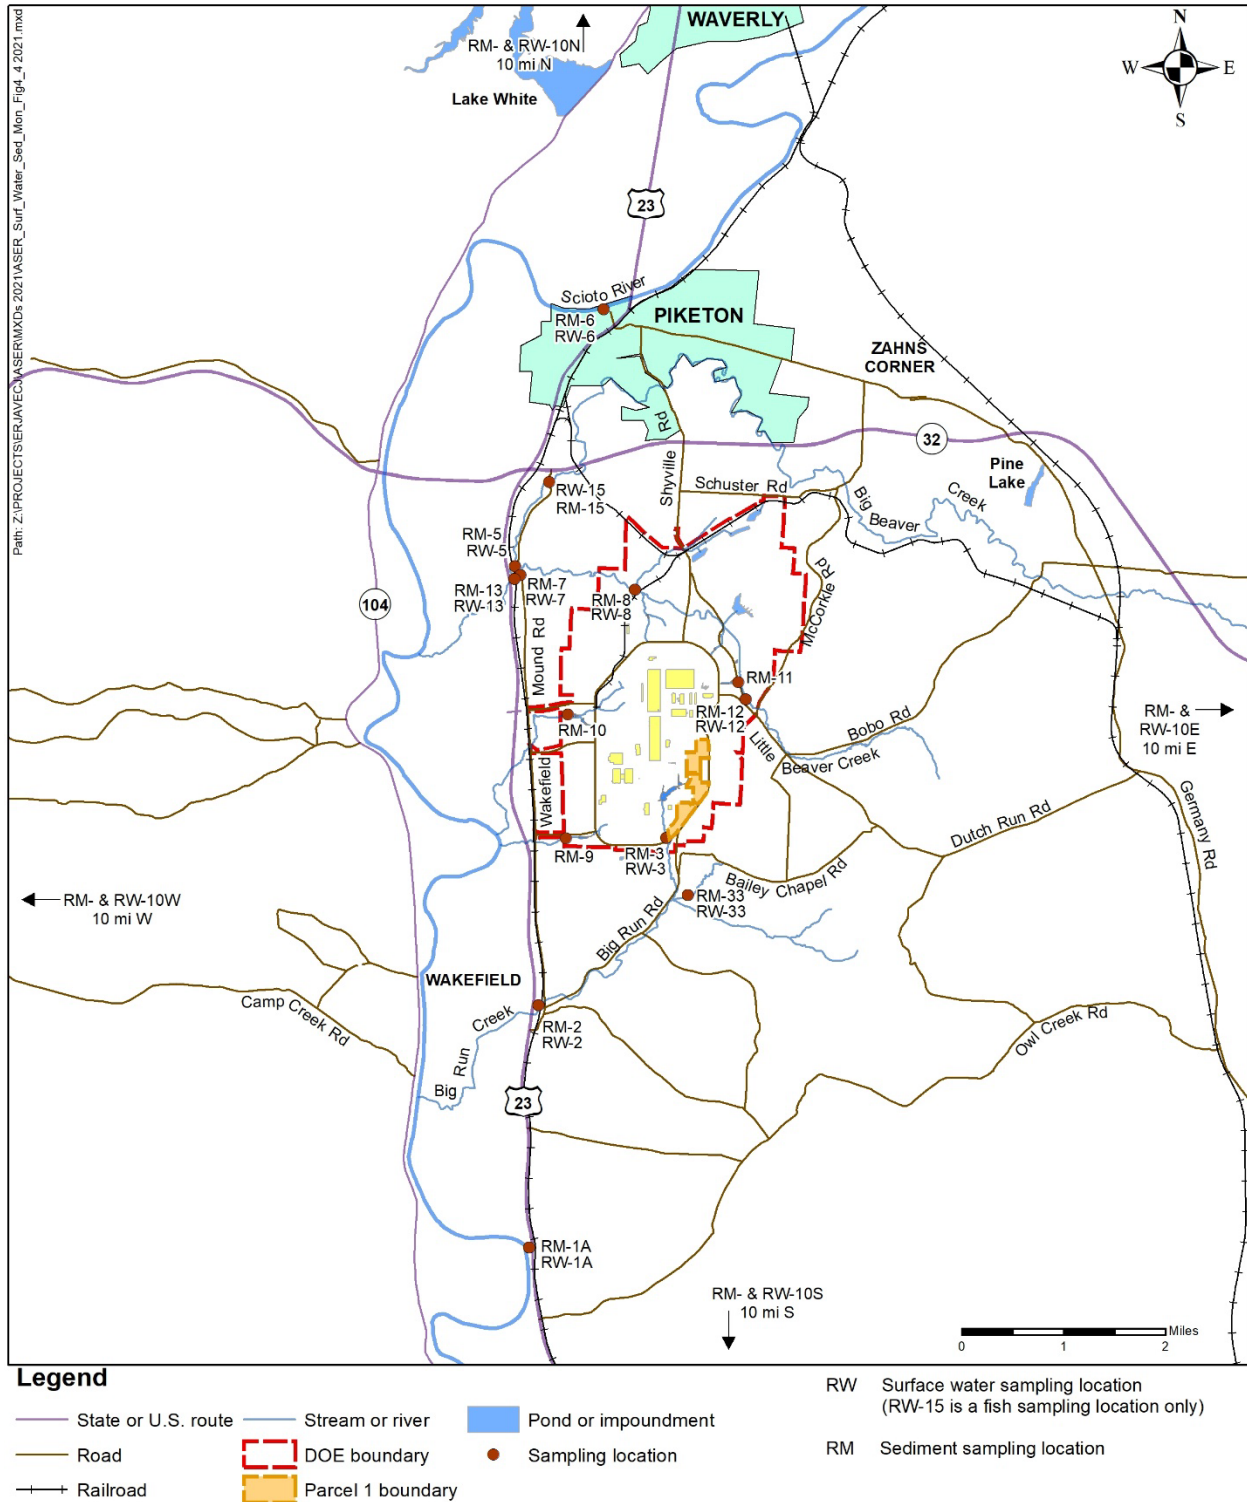 Path: Z:\PROJECTS\ERJAVECJ\ASER\MXDs 2021\ASER_Surf_Water_Sed_Mon_Fig4_4 2021.mxd
WAVERLY
N
W
E
S
RM- & RW-10N
10 mi N
Lake White
23
Scioto River
RM-6
RW-6
PIKETON
ZAHNS
CORNER
32
Pine
Lake
Shyville Rd
Schuster Rd
Big Beaver
Creek
RW-15
RM-15
RM-5
RW-5
RM-7
RW-7
RM-13
RW-13
RM-8
RW-8
McCorkle Rd
104
Mound Rd
RM-11
RM-12
RW-12
RM-10
Bobo Rd
RM- &
RW-10E
10 mi E
Little
Beaver Creek
Wakefield
Germany Rd
Dutch Run Rd
RM-9
RM-3
RW-3
Bailey Chapel Rd
RM-33
RW-33
RM- & RW-10W
10 mi W
Big Run Rd
WAKEFIELD
Camp Creek Rd
RM-2
RW-2
Owl Creek Rd
Big Run Creek
23
RM-1A
RW-1A
RM- & RW-10S
10 mi S
Miles
0 1 2
Legend
State or U.S. route
Road
Railroad
Stream or river
DOE boundary
Parcel 1 boundary
Pond or impoundment
Sampling location
RW Surface water sampling location
(RW-15 is a fish sampling location only)
RM Sediment sampling location